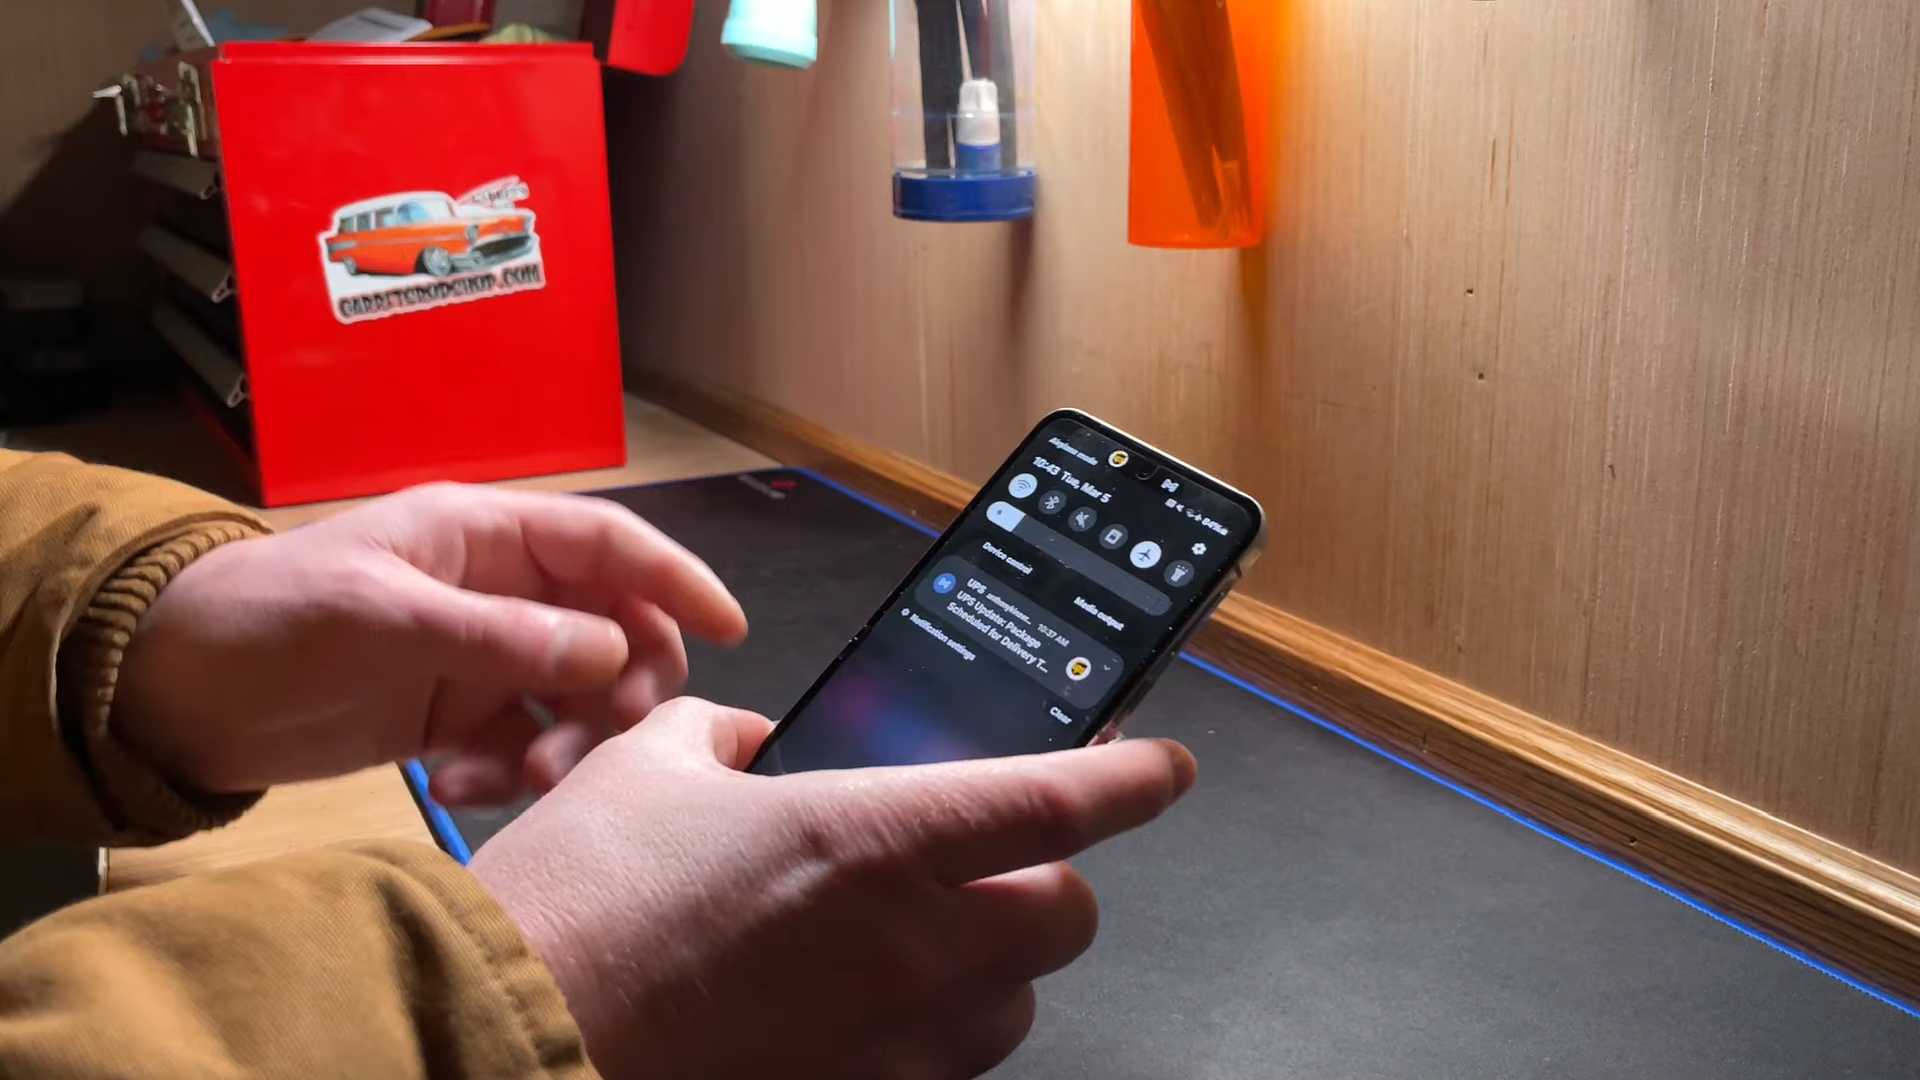 GARRETSRODSHOP.COM
Airplane mode
10:43 Tue, Mar 5
84%
Device control
Media output
UPS
10:37 AM
UPS Update: Package
Scheduled for Delivery T...
Notification settings
Clear